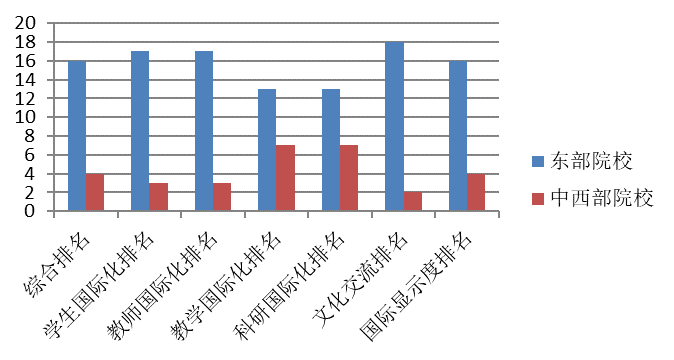 20
18
16
14
12
10
8
6
4
2
0
综合排名
学生国际化排名
教师国际化排名
教学国际化排名
科研国际化排名
文化交流排名
国际显示度排名
东部院校
中西部院校